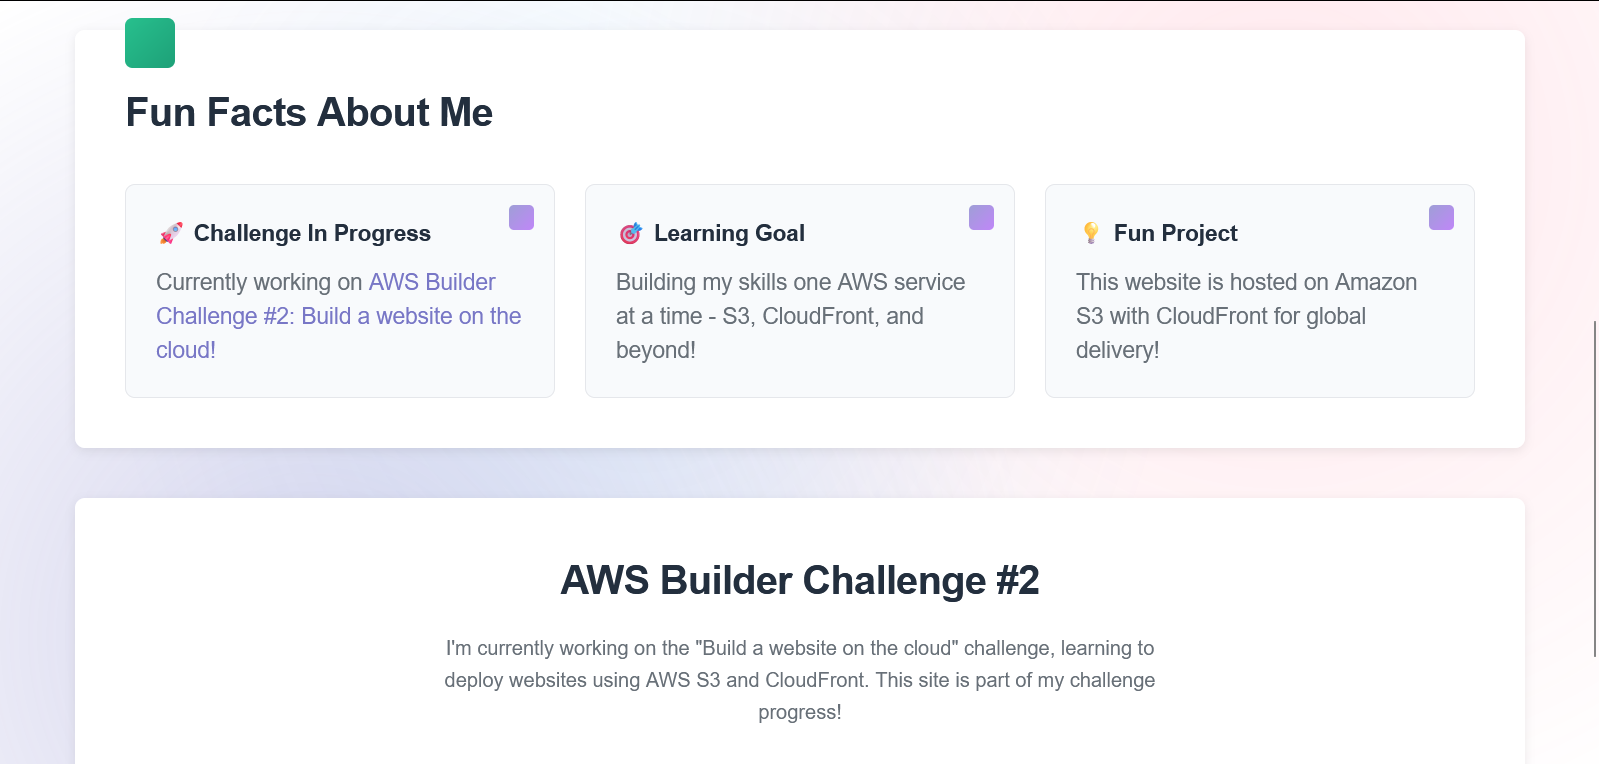 Fun Facts About Me
🚀 Challenge In Progress
Currently working on AWS Builder
Challenge #2: Build a website on the
cloud!
🎯 Learning Goal
Building my skills one AWS service
at a time - S3, CloudFront, and
beyond!
💡 Fun Project
This website is hosted on Amazon
S3 with CloudFront for global
delivery!
AWS Builder Challenge #2
I'm currently working on the "Build a website on the cloud" challenge, learning to
deploy websites using AWS S3 and CloudFront. This site is part of my challenge
progress!